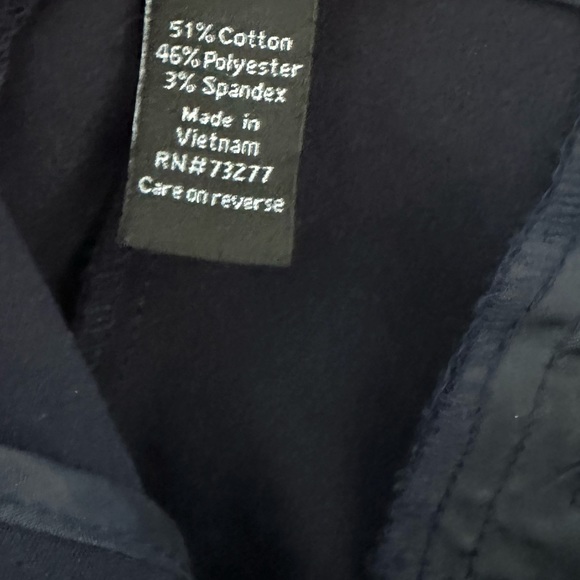 51% Cotton
46% Polyester
3% Spandex
Made in
Vietnam
RN#73277
Care on reverse